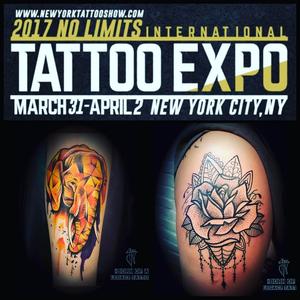 WWW.NEWYORKTATTOOSHOW.COM
2017 NO LIMITS INTERNATIONAL
TATTOO EXPO
MARCH 31-APRIL 2 NEW YORK CITY, NY